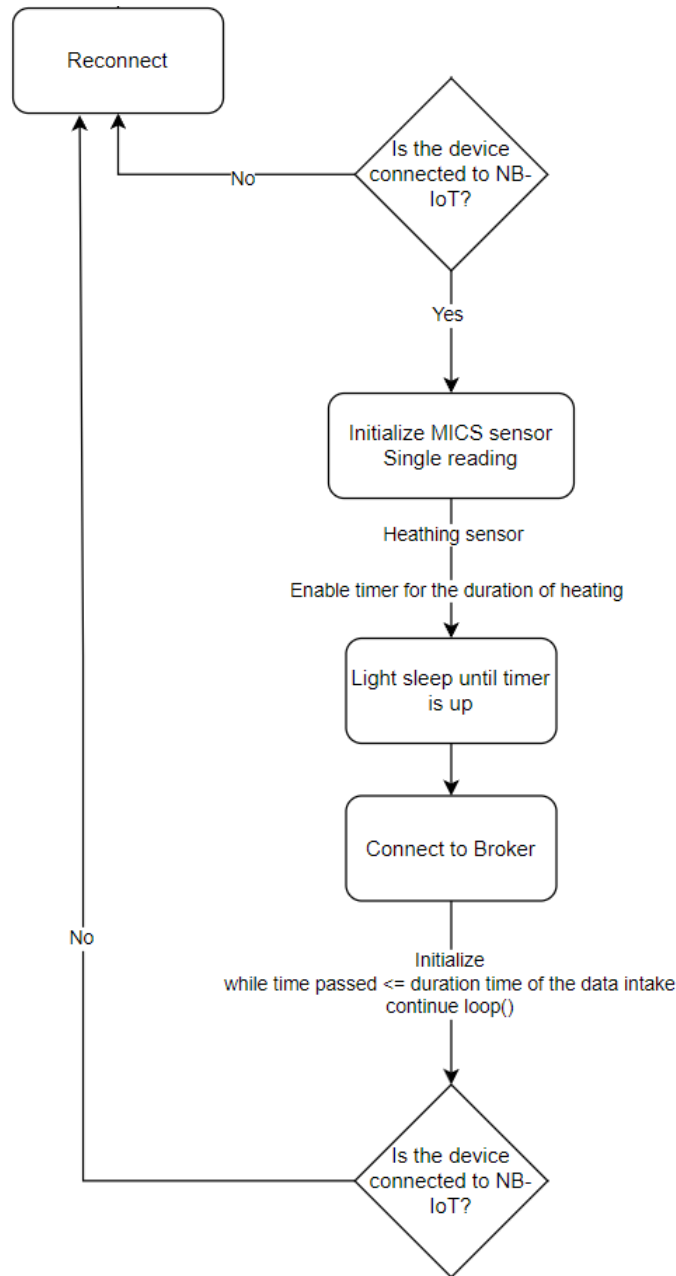 Reconnect
Is the device
connected to NB-
IoT?
No
Yes
Initialize MICS sensor
Single reading
Heathing sensor
Enable timer for the duration of heating
Light sleep until timer
is up
Connect to Broker
No
Initialize
while time passed <= duration time of the data intake
continue loop()
Is the device
connected to NB-
IoT?